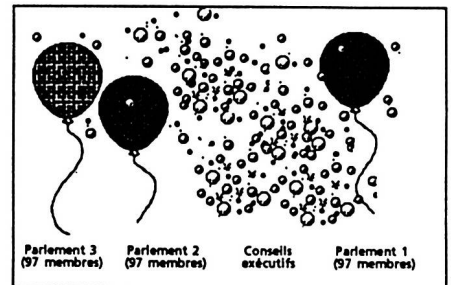 Parlement 3 Parlement 2 Conseils Parlement 1
(97 membres) (97 membres) exécutifs (97 membres)